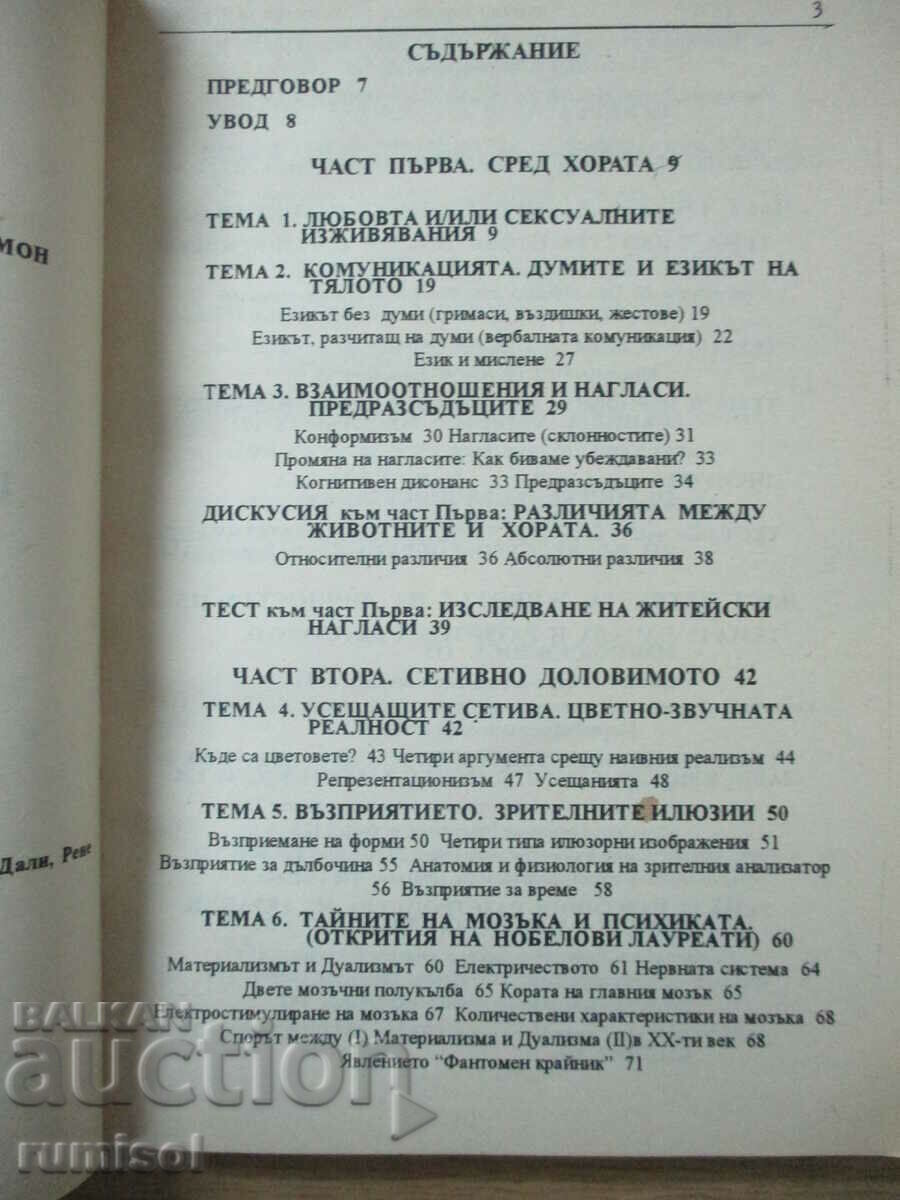 3
СЪДЪРЖАНИЕ
ПРЕДГОВОР 7
УВОД 8
ЧАСТ ПЪРВА. СРЕД ХОРАТА 9
ТЕМА 1. ЛЮБОВТА И/ИЛИ СЕКСУАЛНИТЕ
ИЗЖИВЯВАНИЯ 9
ТЕМА 2. КОМУНИКАЦИЯТА. ДУМИТЕ И ЕЗИКЪТ НА
ТЯЛОТО 19
Езикът без думи (гримаси, въздишки, жестове) 19
Езикът, разчитащ на думи (вербалната комуникация) 22
Език и мислене 27
ТЕМА 3. ВЗАИМООТНОШЕНИЯ И НАГЛАСИ.
ПРЕДРАЗСЪДЪЦИТЕ 29
Конформизъм 30 Нагласите (склонностите) 31
Промяна на нагласите: Как биваме убеждавани? 33
Когнитивен дисонанс 33 Предразсъдъците 34
ДИСКУСИЯ към част Първа: РАЗЛИЧИЯТА МЕЖДУ
ЖИВОТНИТЕ И ХОРАТА. 36
Относителни различия 36 Абсолютни различия 38
ТЕСТ към част Първа: ИЗСЛЕДВАНЕ НА ЖИТЕЙСКИ
НАГЛАСИ 39
ЧАСТ ВТОРА. СЕТИВНО ДОЛОВИМОТО 42
ТЕМА 4. УСЕЩАЩИТЕ СЕТИВА. ЦВЕТНО-ЗВУЧНАТА
РЕАЛНОСТ 42
Къде са цветовете? 43 Четири аргумента срещу наивния реализъм 44
Репрезентационизъм 47 Усещанията 48
ТЕМА 5. ВЪЗПРИЯТИЕТО. ЗРИТЕЛНИТЕ ИЛЮЗИИ 50
Възприемане на форми 50 Четири типа илюзорни изображения 51
Възприятие за дълбочина 55 Анатомия и физиология на зрителния анализатор
56 Възприятие за време 58
ТЕМА 6. ТАЙНИТЕ НА МОЗЪКА И ПСИХИКАТА.
(ОТКРИТИЯ НА НОБЕЛОВИ ЛАУРЕАТИ) 60
Материализмът и Дуализмът 60 Електричеството 61 Нервната система 64
Двете мозъчни полукълба 65 Кората на главния мозък 65
Електростимулиране на мозъка 67 Количествени характеристики на мозъка 68
Спорът между (I) Материализма и Дуализма (II)в XX-ти век 68
Явлението "Фантомен крайник" 71
МОН
Дали, Рене
BALKAN
auction
rumisol